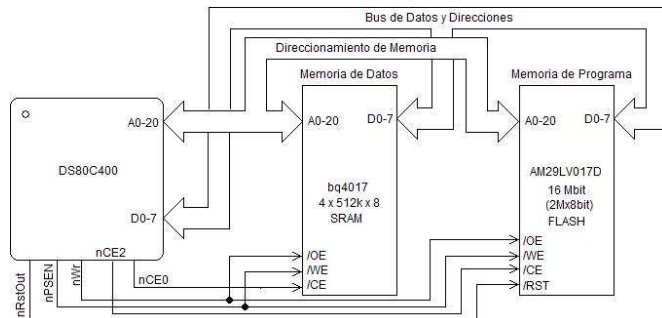 Bus de Datos y Direcciones
Direccionamiento de Memoria
Memoria de Datos
Memoria de Programa
A0-20
DS80C400
D0-7
nCE2
nRstOut
nPSEN
nWr
nCE0
A0-20
D0-7
bq4017
4 x 512k x 8
SRAM
/OE
/WE
/CE
A0-20
D0-7
AM29LV017D
16 Mbit
(2Mx8bit)
FLASH
/OE
/WE
/CE
/RST